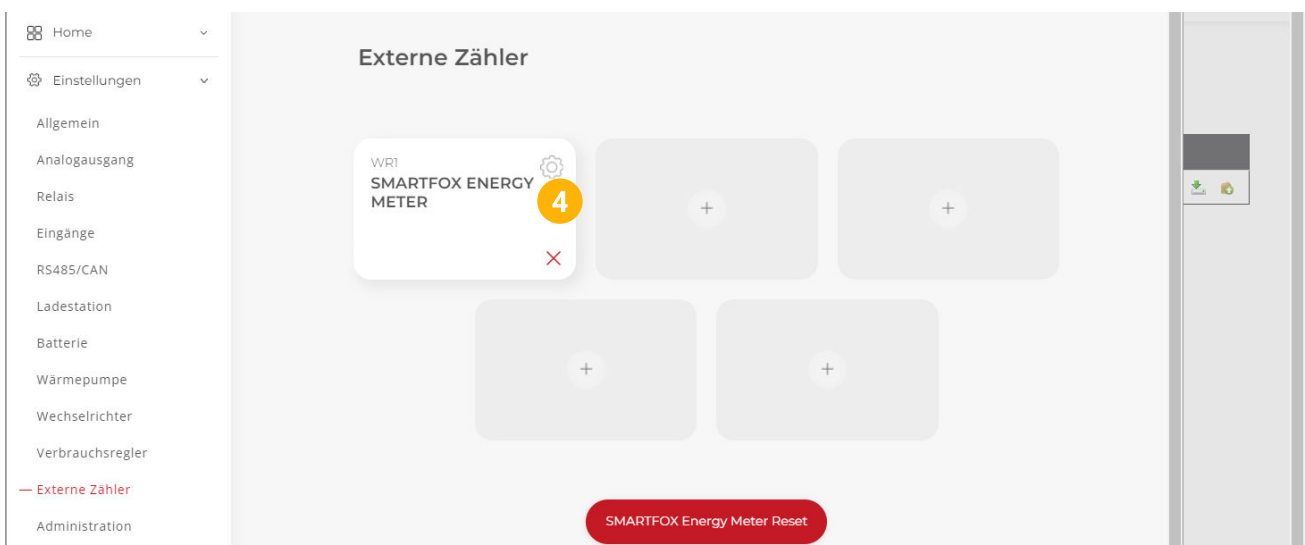 Home
Einstellungen
Allgemein
Analogausgang
Relais
Eingänge
RS485/CAN
Ladestation
Batterie
Wärmepumpe
Wechselrichter
Verbrauchsregler
Externe Zähler
Administration
Externe Zähler
WR1
SMARTFOX ENERGY
METER
4
SMARTFOX Energy Meter Reset